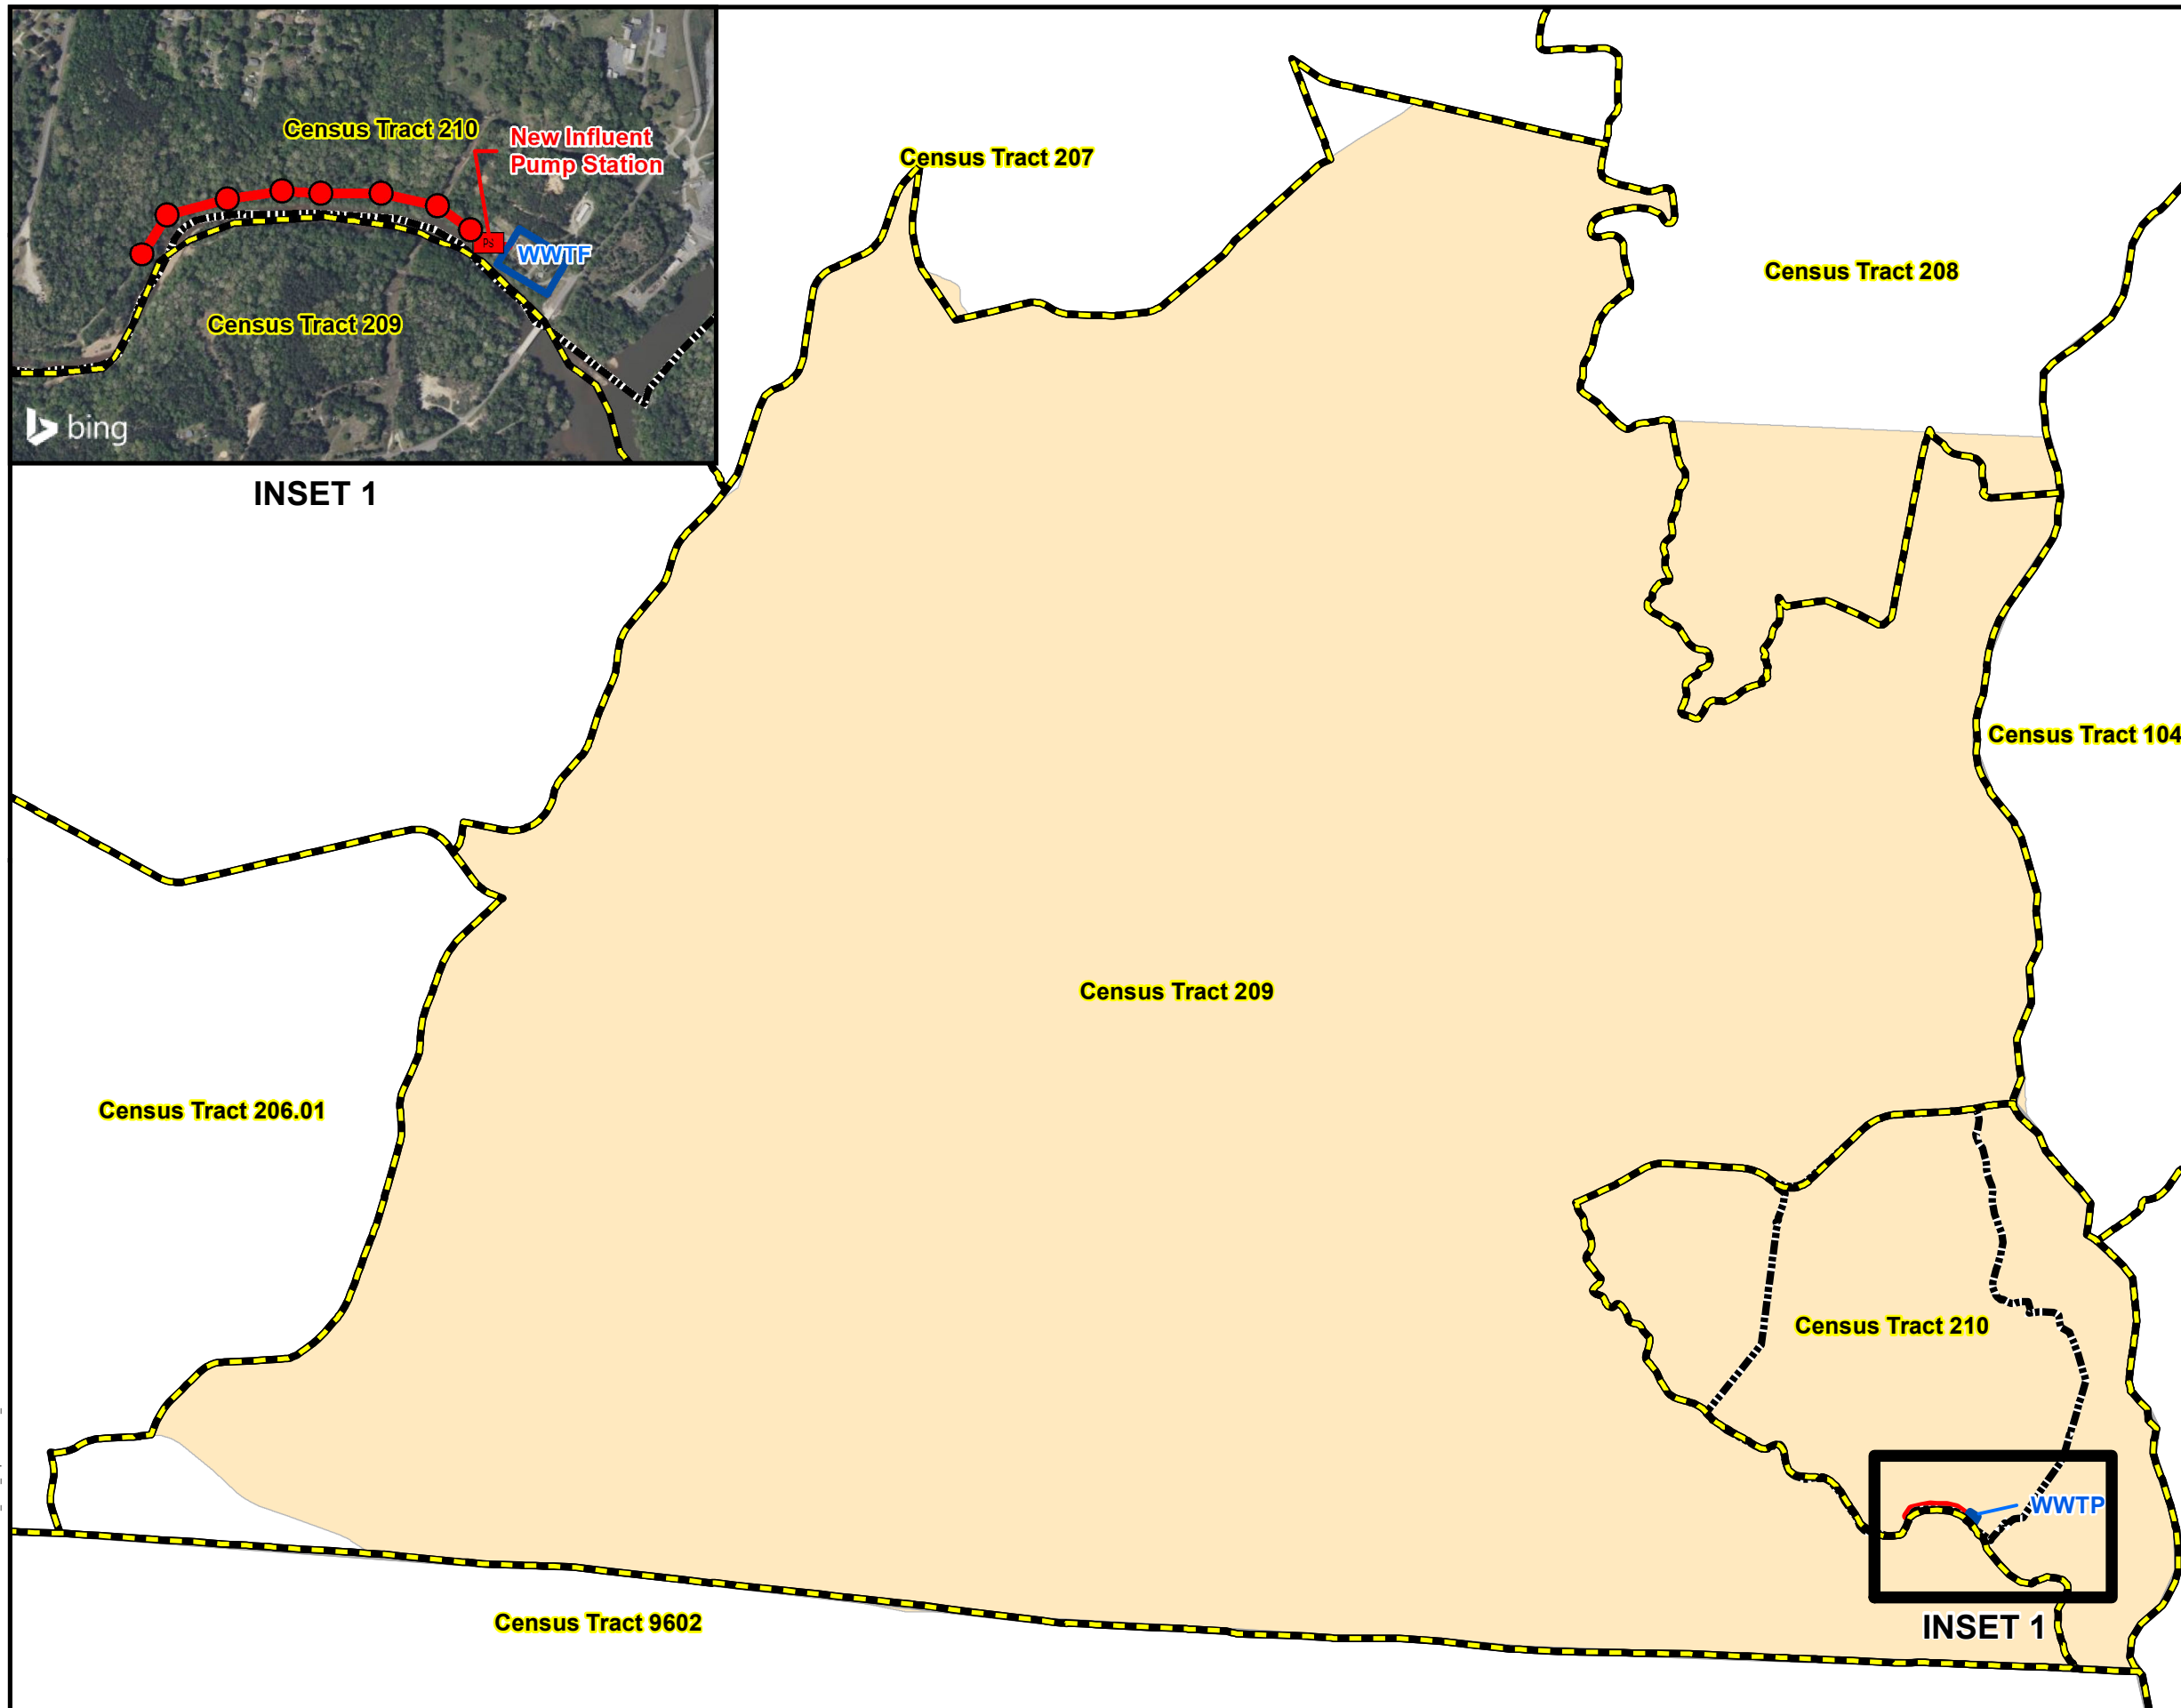 Census Tract 210
New Influent
Pump Station
PS
WWTF
Census Tract 209
bing
INSET 1
Census Tract 207
Census Tract 208
Census Tract 104
Census Tract 209
Census Tract 206.01
Census Tract 210
WWTP
INSET 1
Census Tract 9602